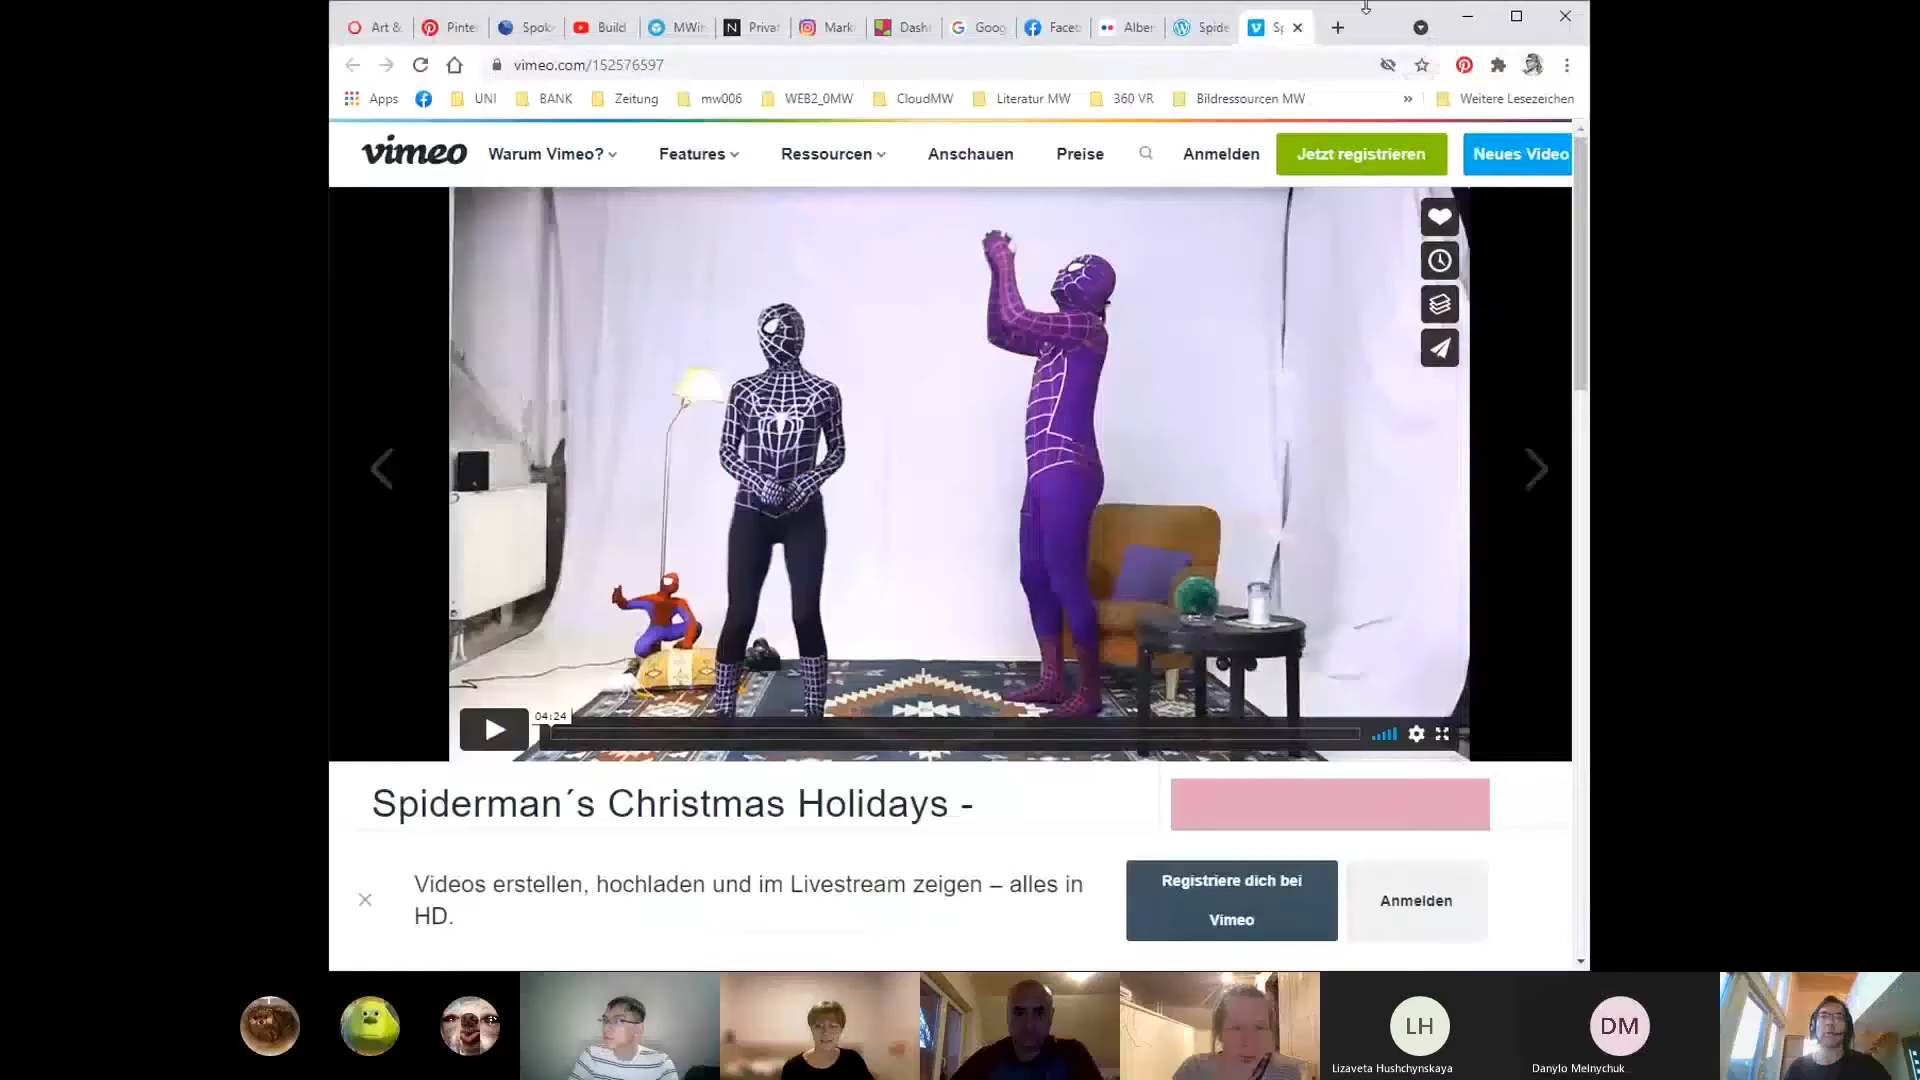 Art &
Pinte
Spok
Build
MWi
Privat
Mark
Dash
Goog
Faceb
Alber
Spide
Sp
vimeo.com/152576597
Apps
UNI
BANK
Zeitung
mw006
WEB2_0MW
CloudMW
Literatur MW
360 VR
Bildressourcen MW
»
Weitere Lesezeichen
vimeo
Warum Vimeo?
Features
Ressourcen
Anschauen
Preise
Anmelden
Jetzt registrieren
Neues Video
04:24
Spiderman´s Christmas Holidays -
Videos erstellen, hochladen und im Livestream zeigen – alles in
HD.
Registriere dich bei
Vimeo
Anmelden
LH
Lizaveta Hushchynskaya
DM
Danylo Melnychuk